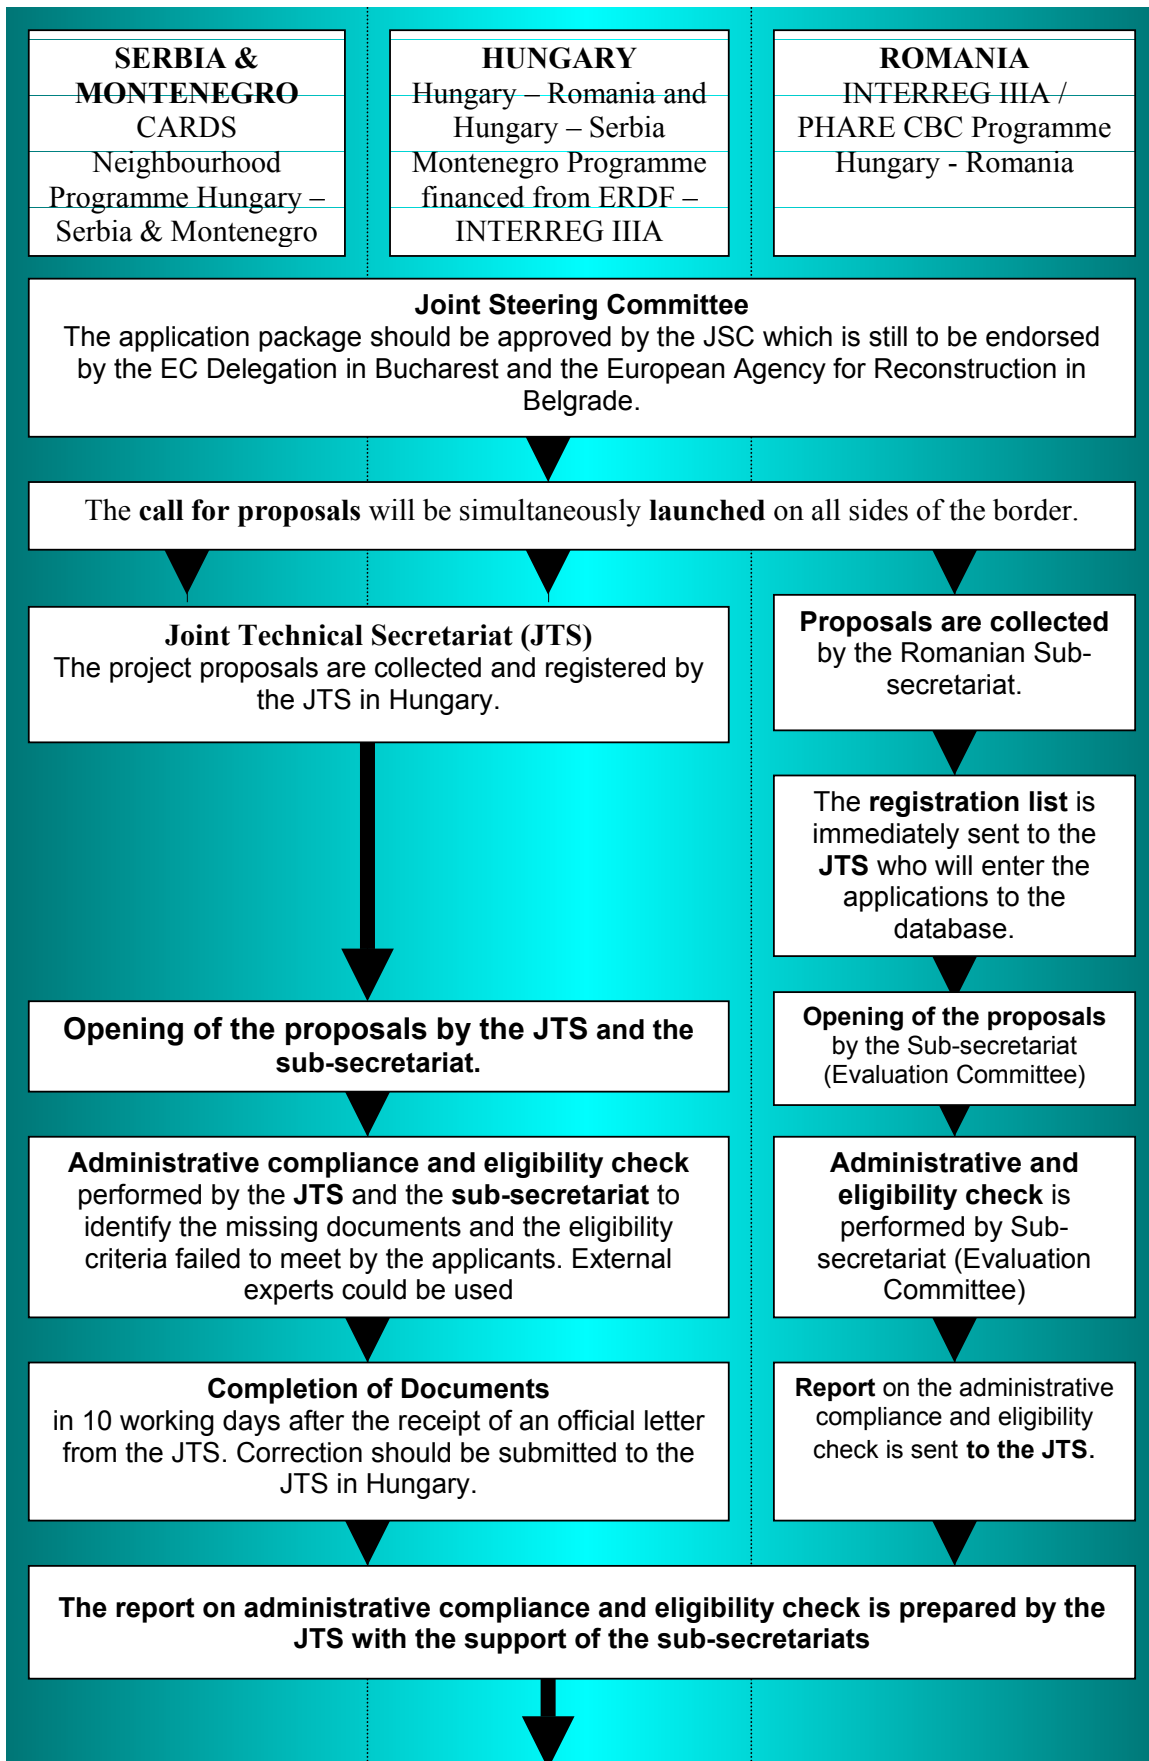 SERBIA &
MONTENEGRO
CARDS
Neighbourhood
Programme Hungary –
Serbia & Montenegro
HUNGARY
Hungary – Romania and
Hungary – Serbia
Montenegro Programme
financed from ERDF –
INTERREG IIIA
ROMANIA
INTERREG IIIA /
PHARE CBC Programme
Hungary - Romania
Joint Steering Committee
The application package should be approved by the JSC which is still to be endorsed
by the EC Delegation in Bucharest and the European Agency for Reconstruction in
Belgrade.
The call for proposals will be simultaneously launched on all sides of the border.
Joint Technical Secretariat (JTS)
The project proposals are collected and registered by
the JTS in Hungary.
Proposals are collected
by the Romanian Sub-
secretariat.
The registration list is
immediately sent to the
JTS who will enter the
applications to the
database.
Opening of the proposals by the JTS and the
sub-secretariat.
Opening of the proposals
by the Sub-secretariat
(Evaluation Committee)
Administrative compliance and eligibility check
performed by the JTS and the sub-secretariat to
identify the missing documents and the eligibility
criteria failed to meet by the applicants. External
experts could be used
Administrative and
eligibility check is
performed by Sub-
secretariat (Evaluation
Committee)
Completion of Documents
in 10 working days after the receipt of an official letter
from the JTS. Correction should be submitted to the
JTS in Hungary.
Report on the administrative
compliance and eligibility
check is sent to the JTS.
The report on administrative compliance and eligibility check is prepared by the
JTS with the support of the sub-secretariats